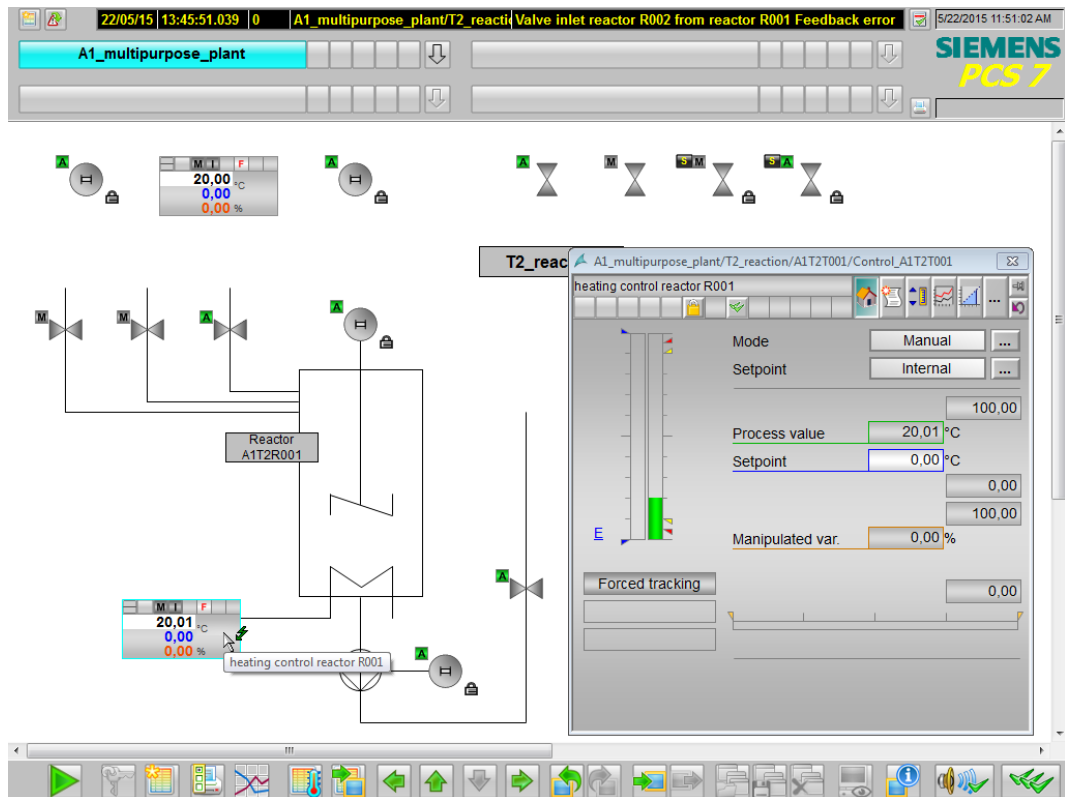 22/05/15 13:45:51.039 0 A1_multipurpose_plant/T2_reacti Valve inlet reactor R002 from reactor R001 Feedback error 5/22/2015 11:51:02 AM
A1_multipurpose_plant
SIEMENS
PCS 7
A M I F A A M S M S A
20,00 °C
0,00
0,00 %
T2_reac
A1_multipurpose_plant/T2_reaction/A1T2T001/Control_A1T2T001
heating control reactor R001
...
Mode Manual ...
Setpoint Internal ...
100,00
Process value 20,01 °C
Setpoint 0,00 °C
0,00
100,00
E
Manipulated var. 0,00 %
Forced tracking
0,00
M M A A
Reactor
A1T2R001
A
M I F
20,01 °C
0,00
0,00 %
heating control reactor R001
A